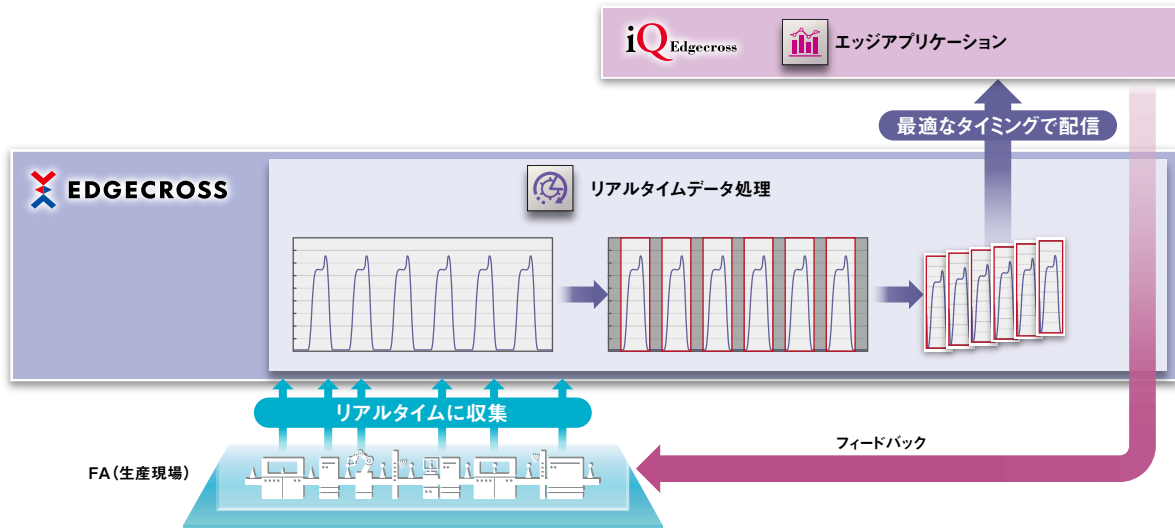 iQ Edgecross
エッジアプリケーション
最適なタイミングで配信
EDGECROSS
リアルタイムデータ処理
リアルタイムに収集
フィードバック
FA(生産現場)